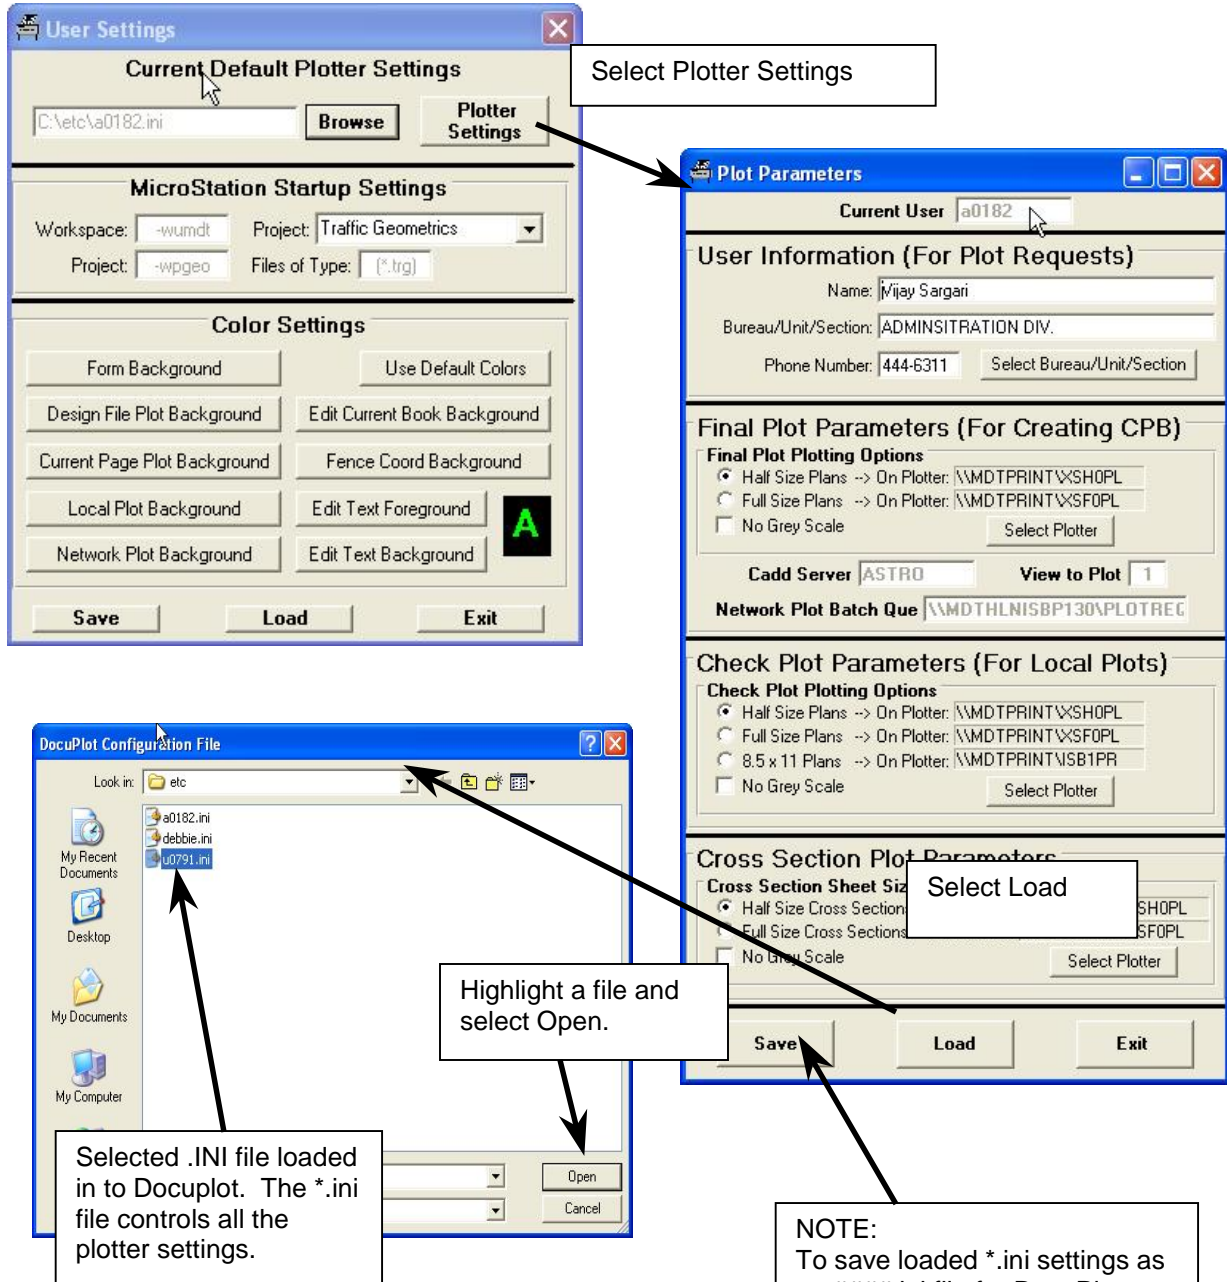 User Settings
Current Default Plotter Settings
C:\etc\a0182.ini
Browse
Plotter
Settings
MicroStation Startup Settings
Workspace: -wumdt Project: Traffic Geometrics
Project: -wpgeo Files of Type: (*.trg)
Color Settings
Form Background
Use Default Colors
Design File Plot Background
Edit Current Book Background
Current Page Plot Background
Fence Coord Background
Local Plot Background
Edit Text Foreground
Network Plot Background
Edit Text Background
A
Save
Load
Exit
Select Plotter Settings
Plot Parameters
Current User a0182
User Information (For Plot Requests)
Name: Vijay Sargari
Bureau/Unit/Section: ADMINSITRATION DIV.
Phone Number: 444-6311 Select Bureau/Unit/Section
Final Plot Parameters (For Creating CPB)
Final Plot Plotting Options
Half Size Plans --> On Plotter: \\MDTPRINT\XSH0PL
Full Size Plans --> On Plotter: \\MDTPRINT\XSF0PL
No Grey Scale
Select Plotter
Cadd Server ASTRO View to Plot 1
Network Plot Batch Que \\MDTHLNISBP130\PLOTREG
Check Plot Parameters (For Local Plots)
Check Plot Plotting Options
Half Size Plans --> On Plotter: \\MDTPRINT\XSH0PL
Full Size Plans --> On Plotter: \\MDTPRINT\XSF0PL
8.5 x 11 Plans --> On Plotter: \\MDTPRINT\ISB1PR
No Grey Scale
Select Plotter
Cross Section Plot Parameters
Cross Section Sheet Siz
Half Size Cross Sections SH0PL
Full Size Cross Sections SF0PL
No Grey Scale
Select Plotter
Select Load
Save
Load
Exit
DocuPlot Configuration File
Look in: etc
a0182.ini
debbie.ini
u0791.ini
My Recent
Documents
Desktop
My Documents
My Computer
Open
Cancel
Highlight a file and
select Open.
Selected .INI file loaded
in to Docuplot. The *.ini
file controls all the
plotter settings.
NOTE:
To save loaded *.ini settings as